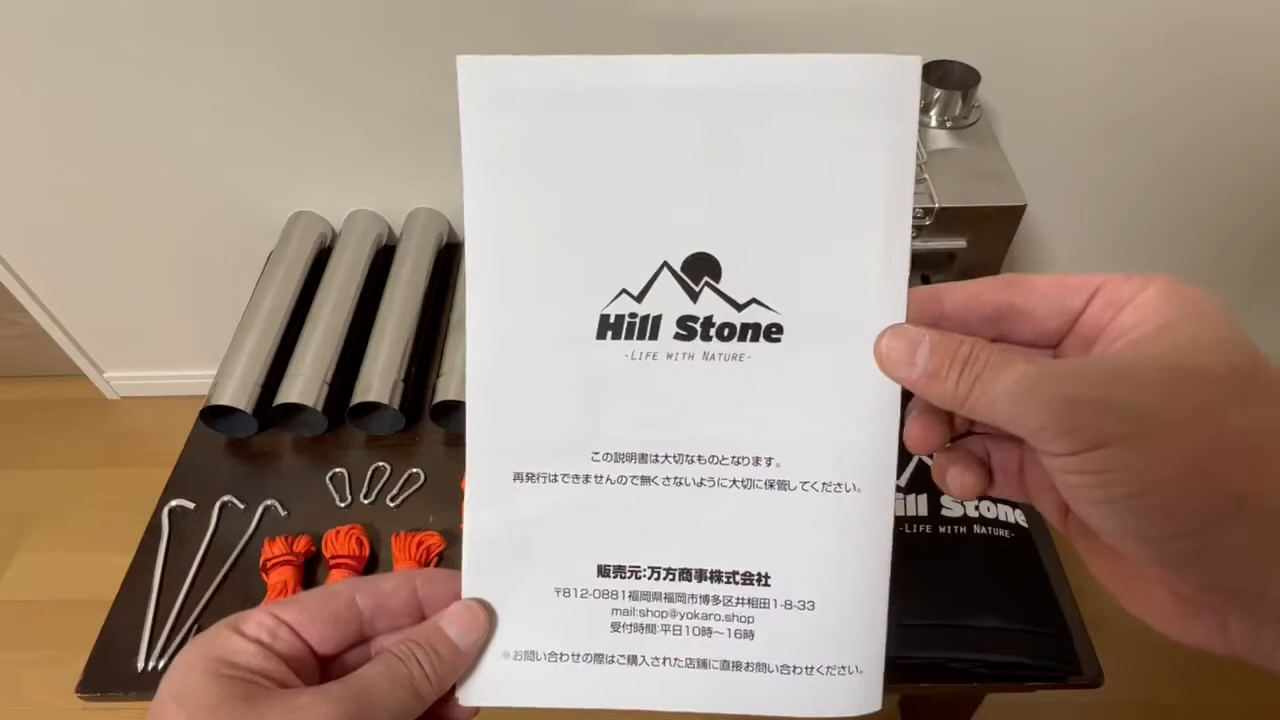 Hill Stone
-LIFE WITH NATURE-
この説明書は大切なものとなります。
再発行はできませんので無くさないように大切に保管してください。
販売元:万方商事株式会社
〒812-0881福岡県福岡市博多区井相田1-8-33
mail:shop@yokaro.shop
受付時間:平日10時〜16時
※お問い合わせの際はご購入された店舗に直接お問い合わせください。
ill Stone
-LIFE WITH NATURE-